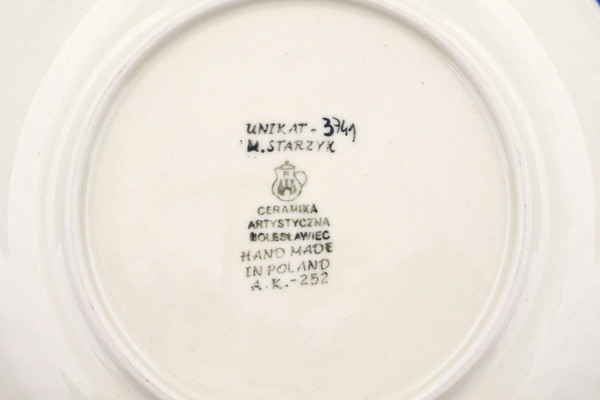 UNIKAT - 3741
M. STARZYK
CERAMIKA
ARTYSTYCZNA
BOLESŁAWIEC
HAND MADE
IN POLAND
A.K.-252